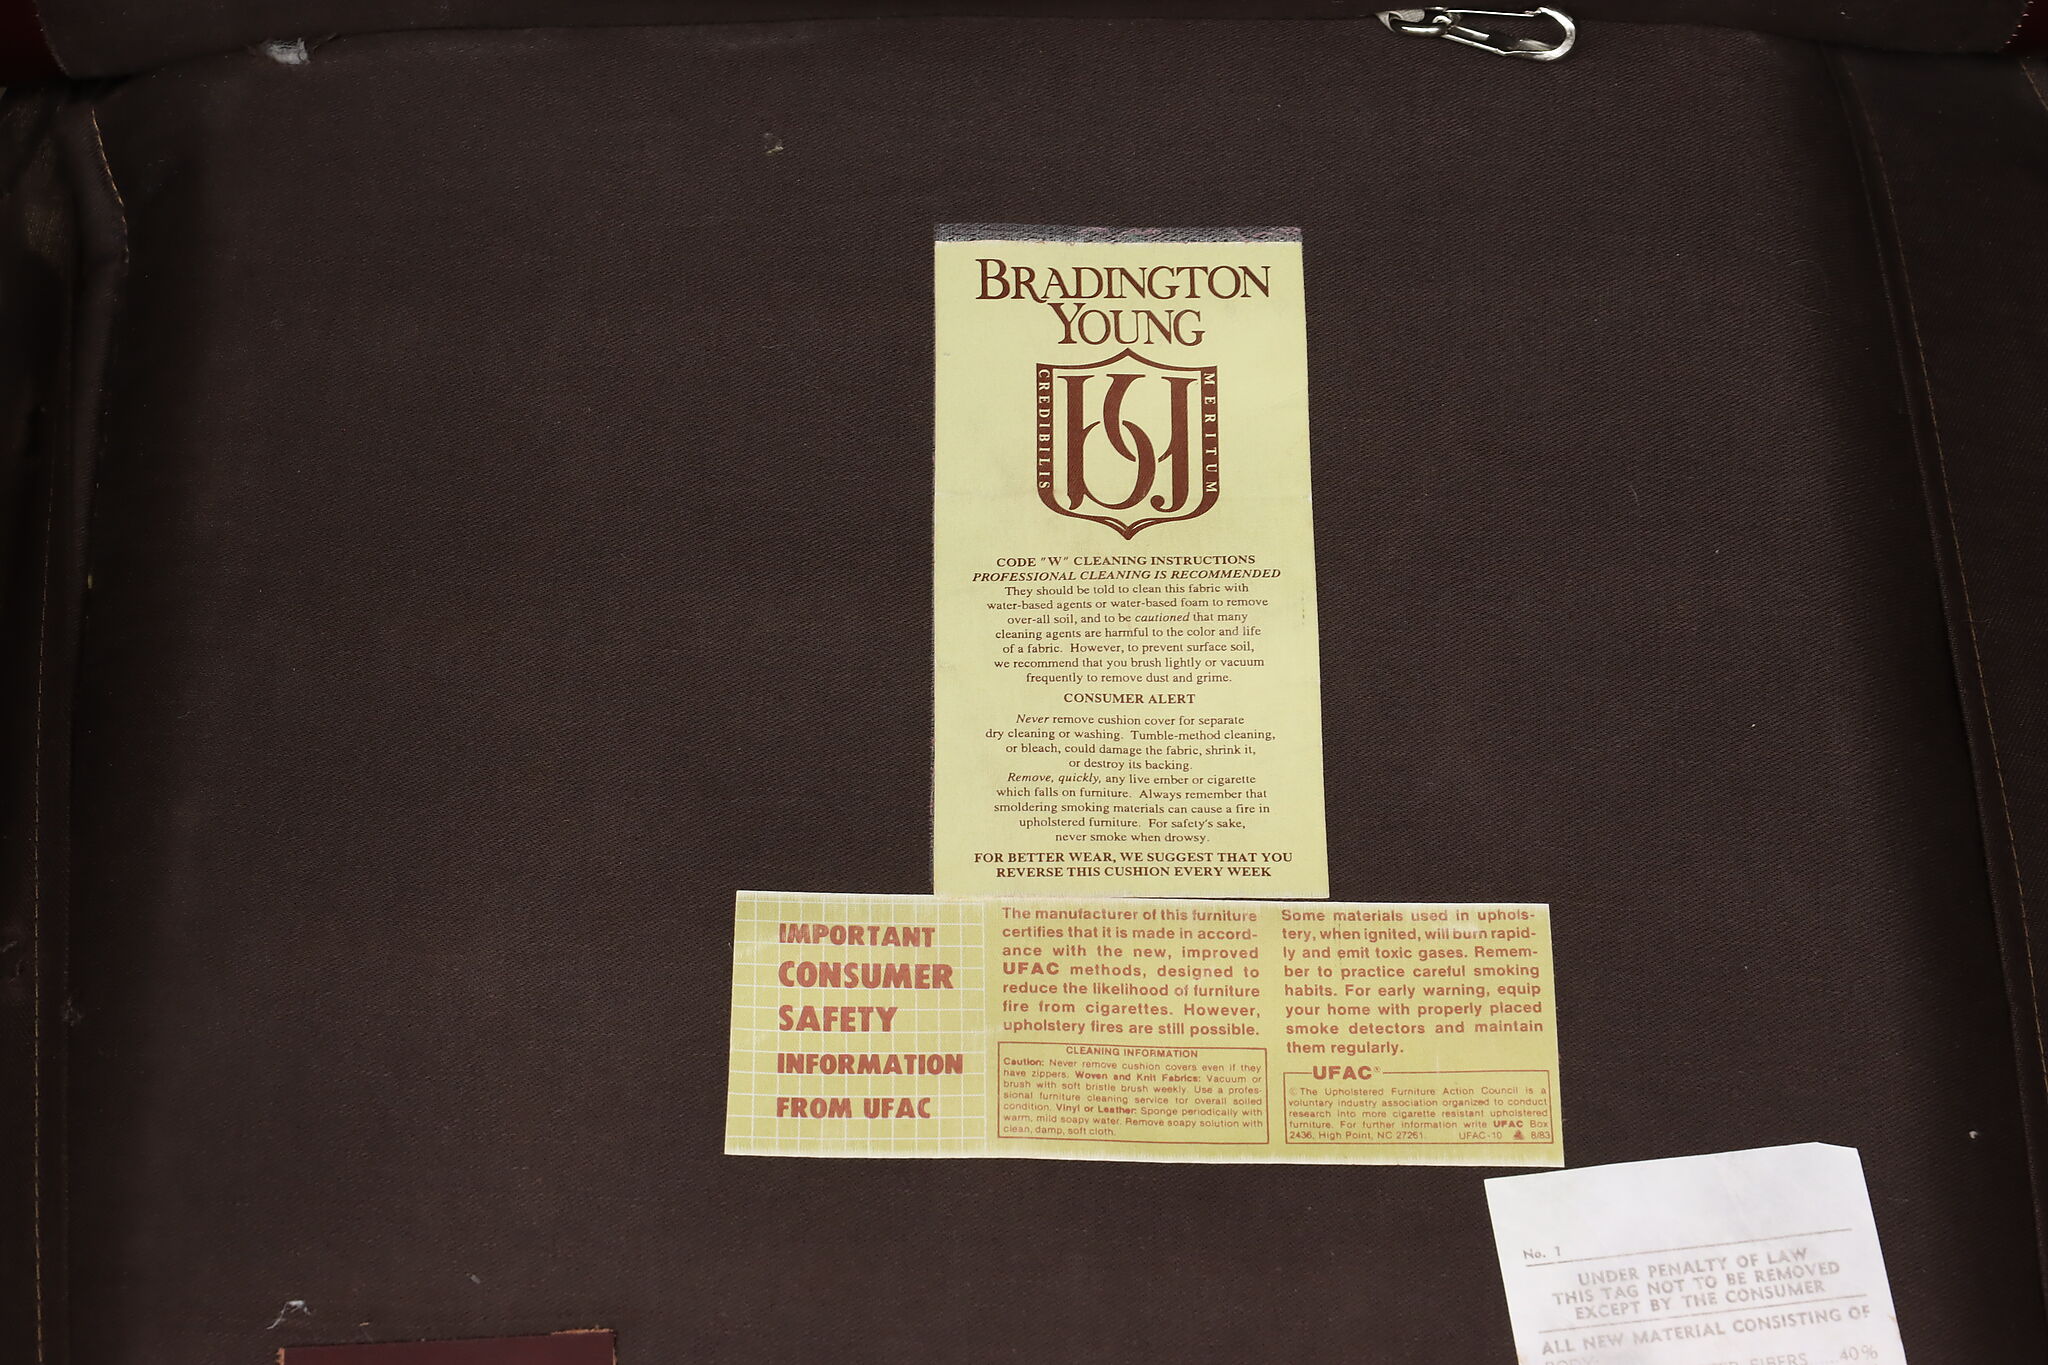 BRADINGTON
YOUNG
CREDIBILIS
MERITUM
CODE "W" CLEANING INSTRUCTIONS
PROFESSIONAL CLEANING IS RECOMMENDED
They should be told to clean this fabric with
water-based agents or water-based foam to remove
over-all soil, and to be cautioned that many
cleaning agents are harmful to the color and life
of a fabric. However, to prevent surface soil,
we recommend that you brush lightly or vacuum
frequently to remove dust and grime.
CONSUMER ALERT
Never remove cushion cover for separate
dry cleaning or washing. Tumble-method cleaning,
or bleach, could damage the fabric, shrink it,
or destroy its backing.
Remove, quickly, any live ember or cigarette
which falls on furniture. Always remember that
smoldering smoking materials can cause a fire in
upholstered furniture. For safety's sake,
never smoke when drowsy.
FOR BETTER WEAR, WE SUGGEST THAT YOU
REVERSE THIS CUSHION EVERY WEEK
IMPORTANT
CONSUMER
SAFETY
INFORMATION
FROM UFAC
The manufacturer of this furniture
certifies that it is made in accord-
ance with the new, improved
UFAC methods, designed to
reduce the likelihood of furniture
fire from cigarettes. However,
upholstery fires are still possible.
CLEANING INFORMATION
Caution: Never remove cushion covers even if they
have zippers. Woven and Knit Fabrics: Vacuum or
brush with soft bristle brush weekly. Use a profes-
sional furniture cleaning service for overall soiled
condition. Vinyl or Leather: Sponge periodically with
warm, mild soapy water. Remove soapy solution with
clean, damp, soft cloth.
Some materials used in uphols-
tery, when ignited, will burn rapid-
ly and emit toxic gases. Remem-
ber to practice careful smoking
habits. For early warning, equip
your home with properly placed
smoke detectors and maintain
them regularly.
UFAC®
©The Upholstered Furniture Action Council is a
voluntary industry association organized to conduct
research into more cigarette resistant upholstered
furniture. For further information write UFAC Box
2436, High Point, NC 27261. UFAC-10 8/83
No. 1
UNDER PENALTY OF LAW
THIS TAG NOT TO BE REMOVED
EXCEPT BY THE CONSUMER
ALL NEW MATERIAL CONSISTING OF
BODY: FIBERS 40%